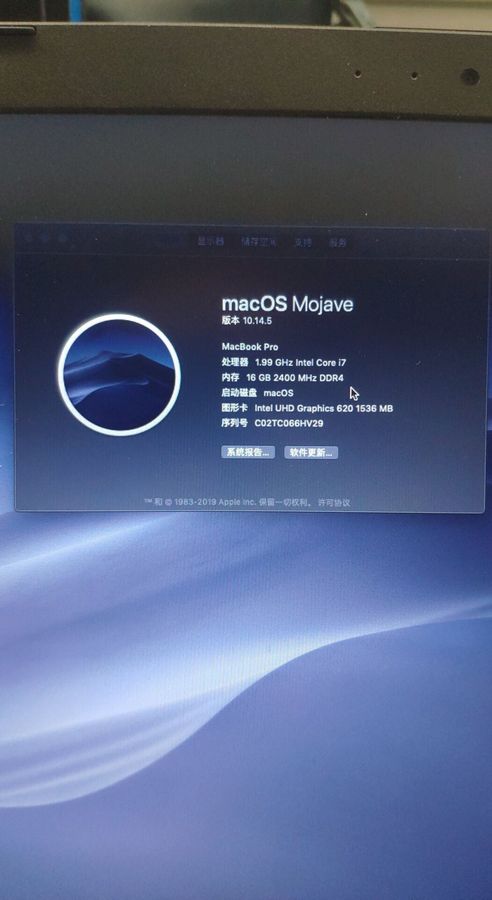 显示器 储存空间 支持 服务
macOS Mojave
版本 10.14.5
MacBook Pro
处理器 1.99 GHz Intel Core i7
内存 16 GB 2400 MHz DDR4
启动磁盘 macOS
图形卡 Intel UHD Graphics 620 1536 MB
序列号 C02TC066HV29
系统报告... 软件更新...
™ 和 © 1983-2019 Apple Inc. 保留一切权利。 许可协议